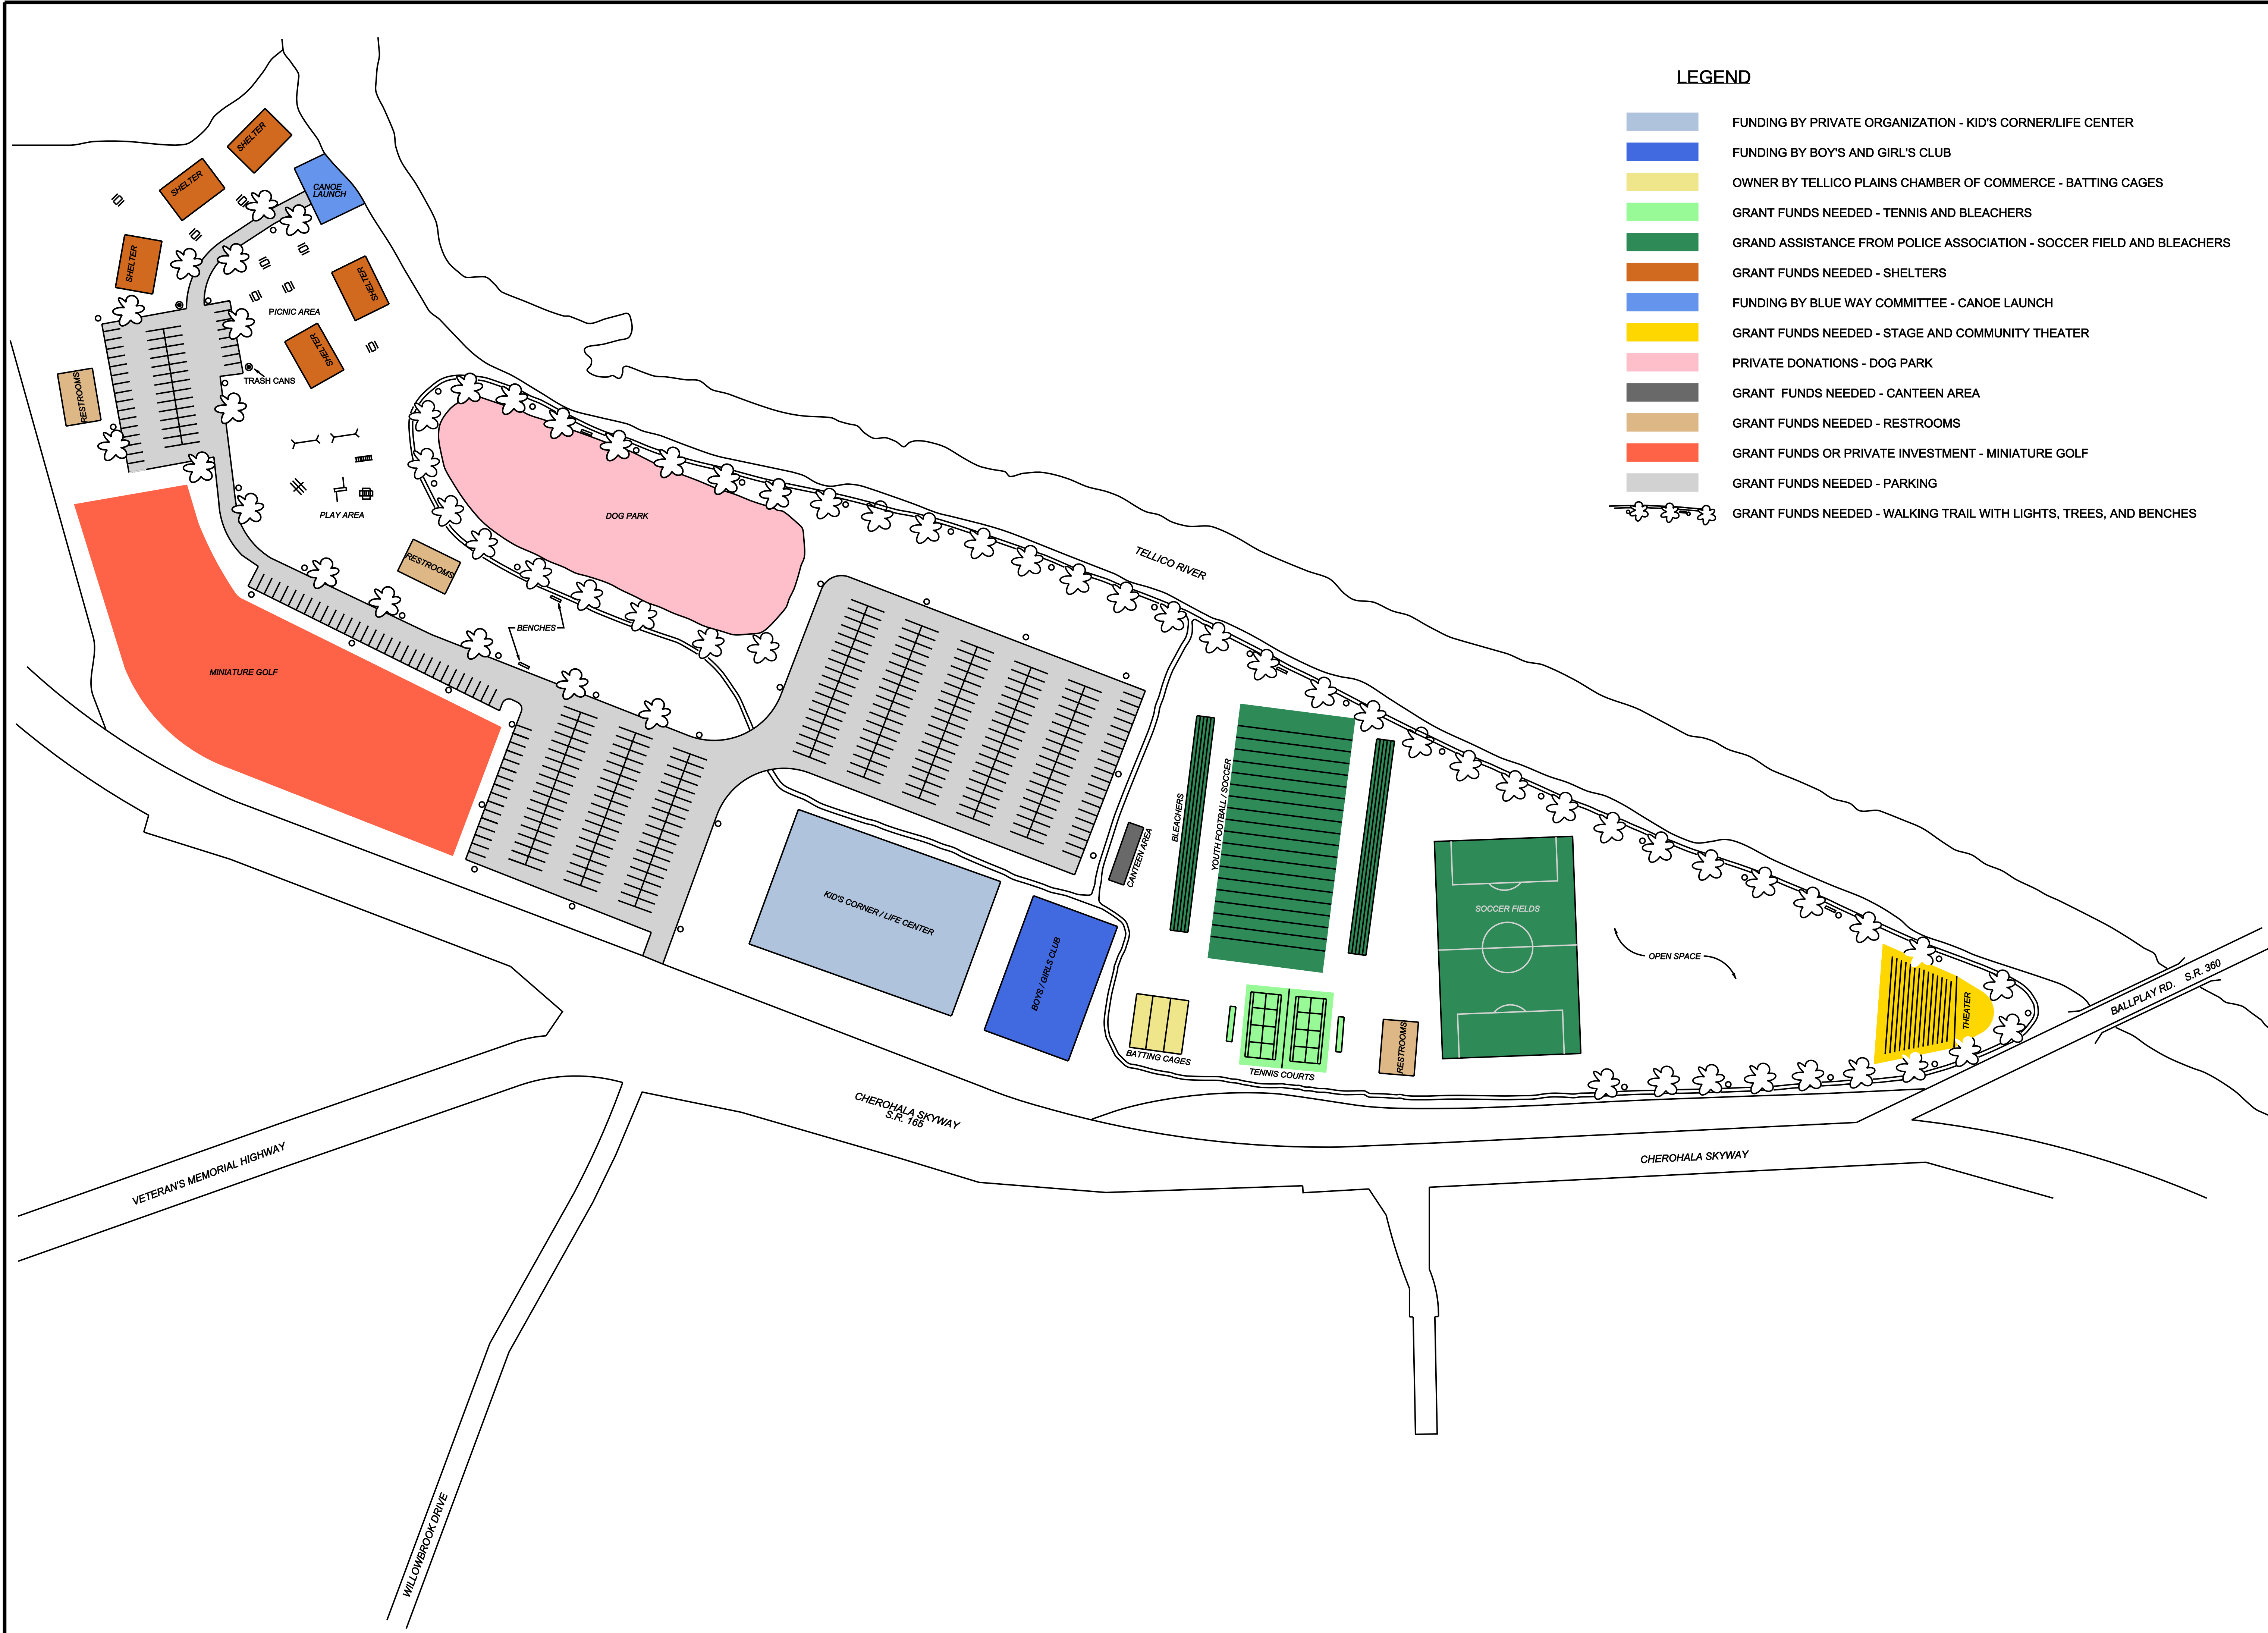 LEGEND
FUNDING BY PRIVATE ORGANIZATION - KID'S CORNER/LIFE CENTER
FUNDING BY BOY'S AND GIRL'S CLUB
OWNER BY TELLICO PLAINS CHAMBER OF COMMERCE - BATTING CAGES
GRANT FUNDS NEEDED - TENNIS AND BLEACHERS
GRAND ASSISTANCE FROM POLICE ASSOCIATION - SOCCER FIELD AND BLEACHERS
GRANT FUNDS NEEDED - SHELTERS
FUNDING BY BLUE WAY COMMITTEE - CANOE LAUNCH
GRANT FUNDS NEEDED - STAGE AND COMMUNITY THEATER
PRIVATE DONATIONS - DOG PARK
GRANT FUNDS NEEDED - CANTEEN AREA
GRANT FUNDS NEEDED - RESTROOMS
GRANT FUNDS OR PRIVATE INVESTMENT - MINIATURE GOLF
GRANT FUNDS NEEDED - PARKING
GRANT FUNDS NEEDED - WALKING TRAIL WITH LIGHTS, TREES, AND BENCHES
SHELTER
SHELTER
CANOE
LAUNCH
SHELTER
SHELTER
PICNIC AREA
SHELTER
TRASH CANS
RESTROOMS
PLAY AREA
DOG PARK
RESTROOMS
TELLICO RIVER
BENCHES
MINIATURE GOLF
BLEACHERS
YOUTH FOOTBALL / SOCCER
CANTEEN AREA
KID'S CORNER / LIFE CENTER
SOCCER FIELDS
BOYS / GIRLS CLUB
OPEN SPACE
THEATER
BALLPLAY RD. S.R. 360
BATTING CAGES
TENNIS COURTS
RESTROOMS
CHEROHALA SKYWAY
S.R. 165
CHEROHALA SKYWAY
VETERAN'S MEMORIAL HIGHWAY
WILLOWBROOK DRIVE